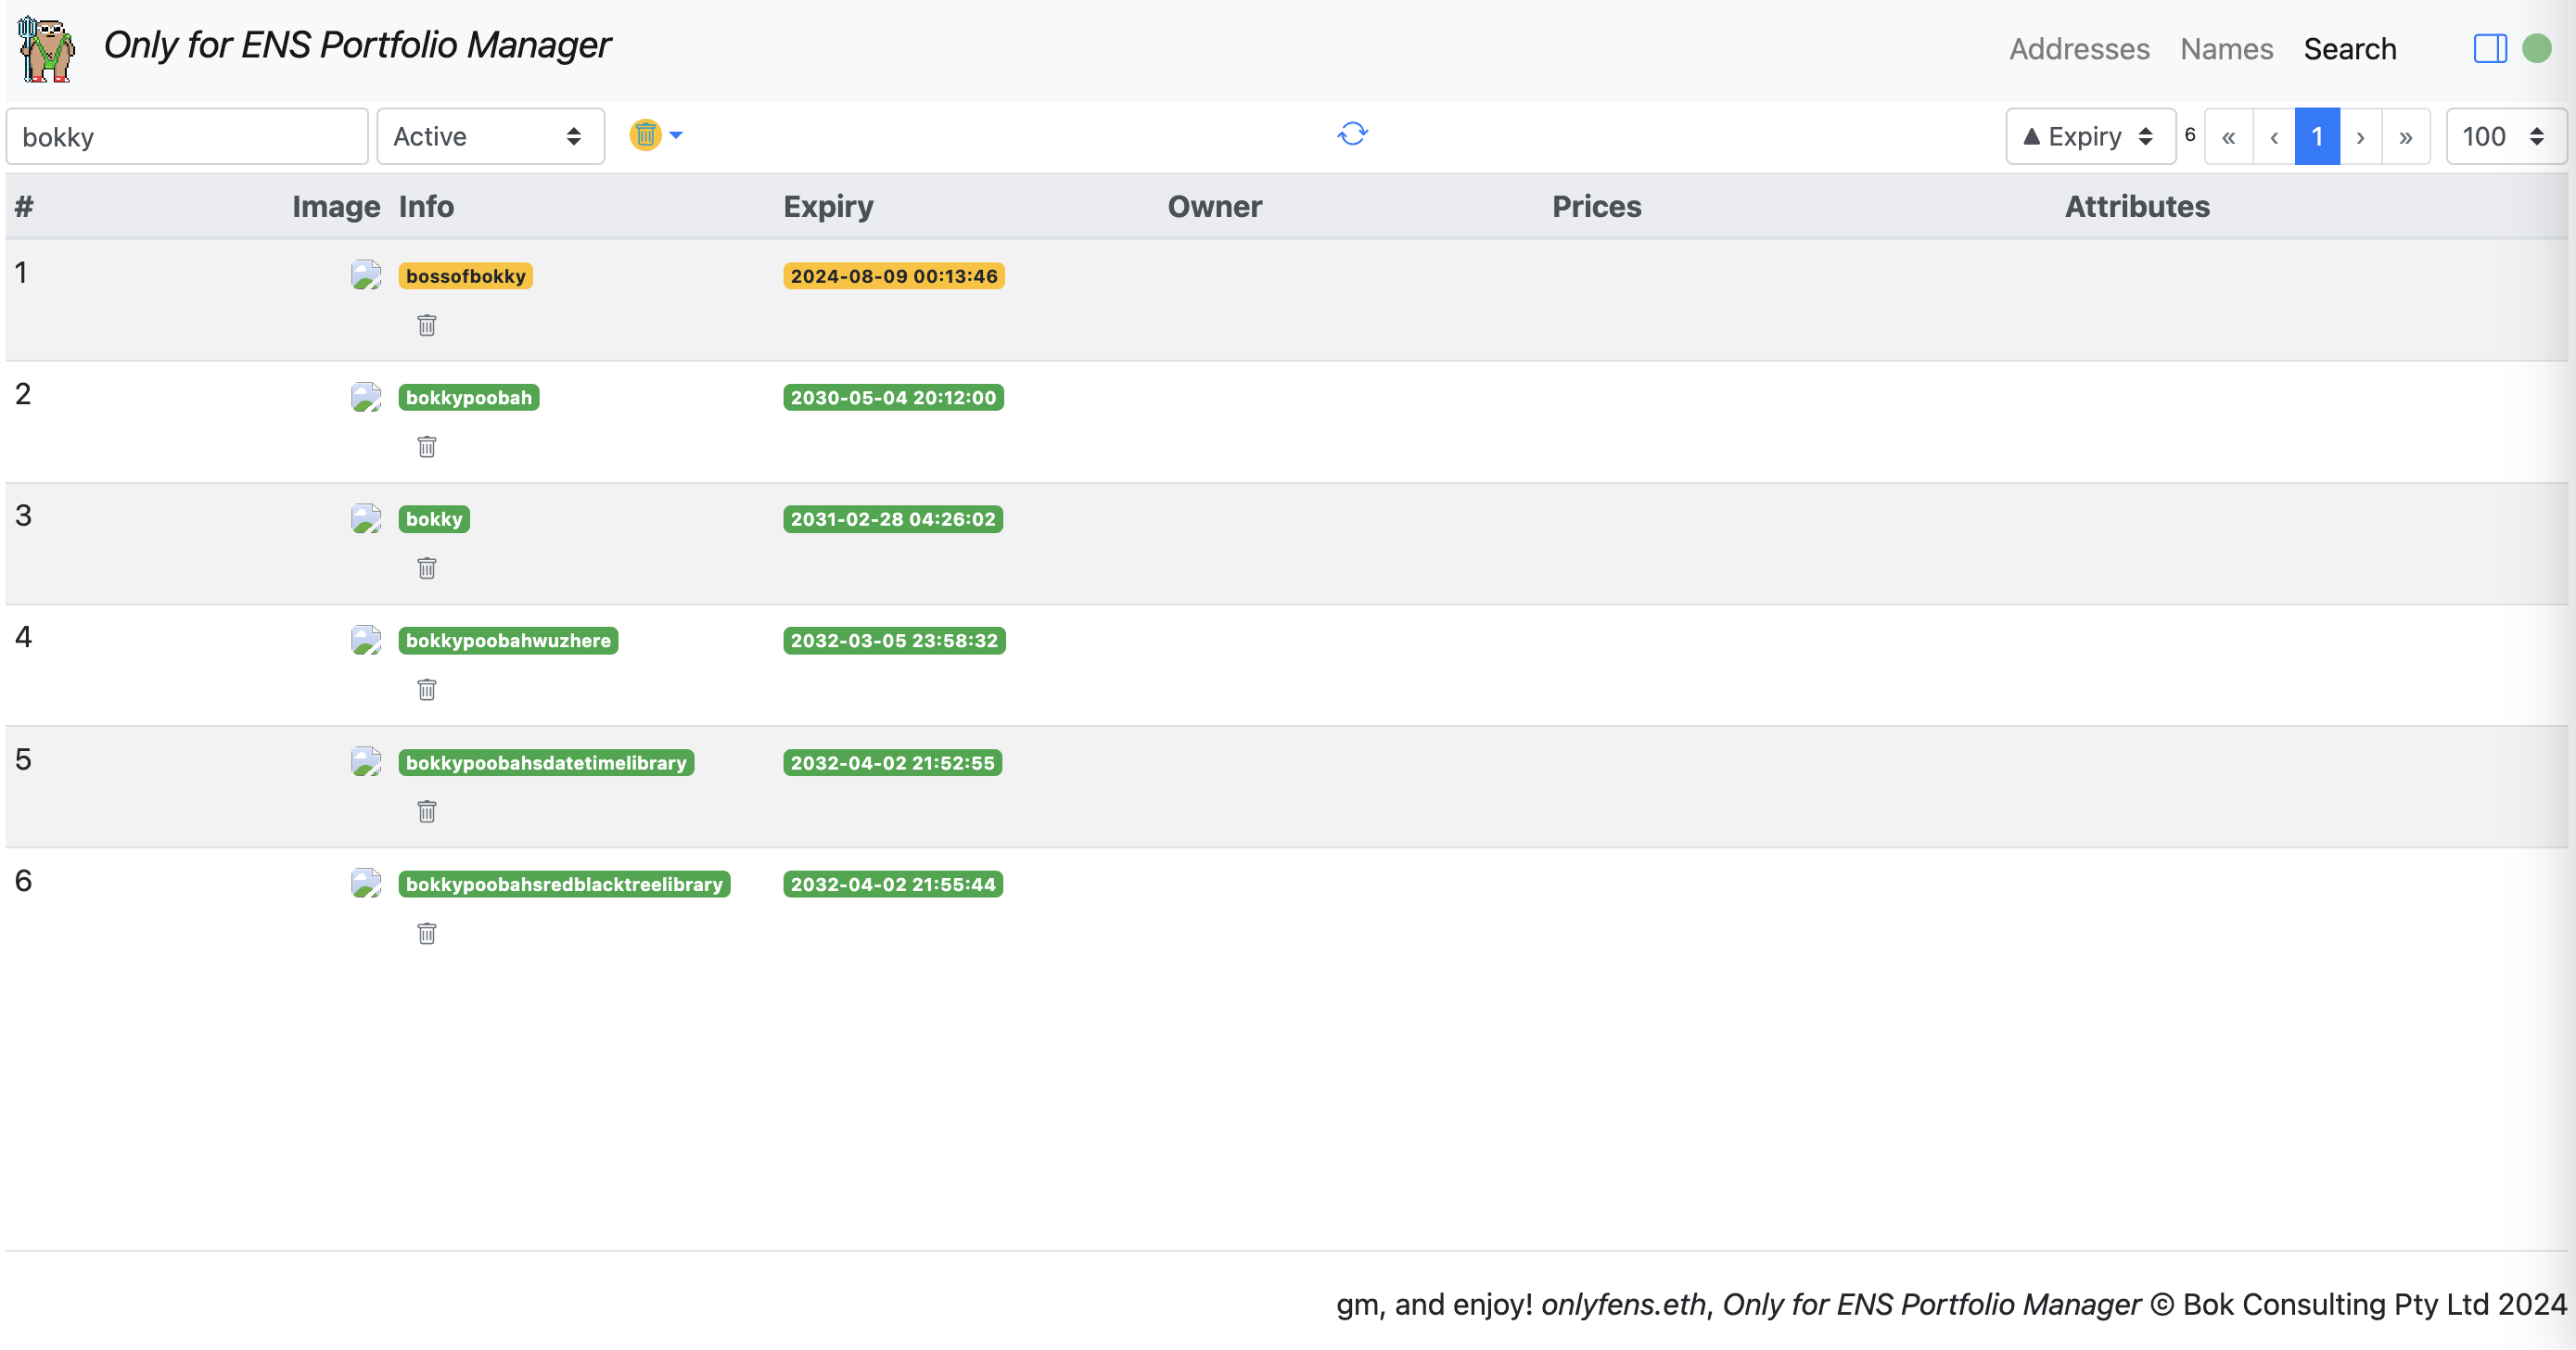 Only for ENS Portfolio Manager Addresses Names Search
bokky Active ▲ Expiry 6 « ‹ 1 › » 100
# Image Info Expiry Owner Prices Attributes
1 bossofbokky 2024-08-09 00:13:46
2 bokkypoobah 2030-05-04 20:12:00
3 bokky 2031-02-28 04:26:02
4 bokkypoobahwuzhere 2032-03-05 23:58:32
5 bokkypoobahsdatetimelibrary 2032-04-02 21:52:55
6 bokkypoobahsredblacktreelibrary 2032-04-02 21:55:44
gm, and enjoy! onlyfens.eth, Only for ENS Portfolio Manager © Bok Consulting Pty Ltd 2024